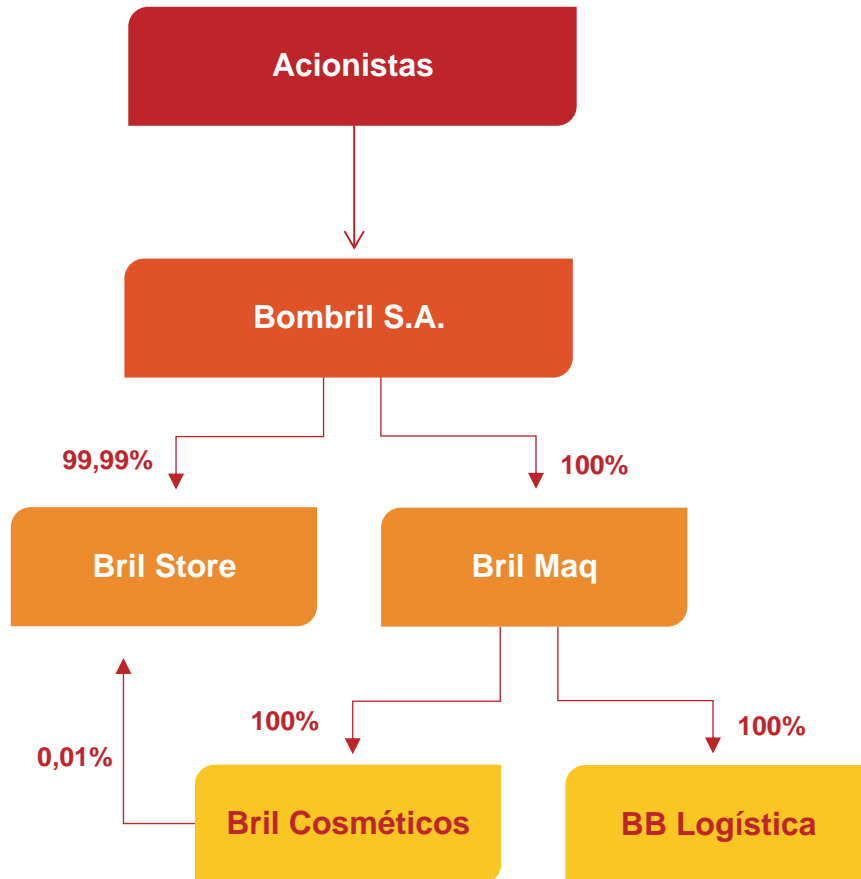 Acionistas
Bombril S.A.
99,99%
100%
Bril Store
Bril Maq
100%
100%
0,01%
Bril Cosméticos
BB Logística